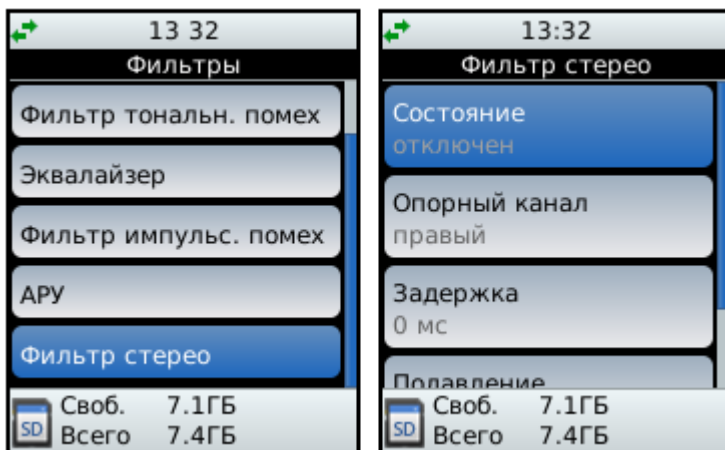 13 32
Фильтры
Фильтр тональн. помех
Эквалайзер
Фильтр импульс. помех
АРУ
Фильтр стерео
SD
Своб. 7.1ГБ
Всего 7.4ГБ
13:32
Фильтр стерео
Состояние
отключен
Опорный канал
правый
Задержка
0 мс
Подавление
SD
Своб. 7.1ГБ
Всего 7.4ГБ